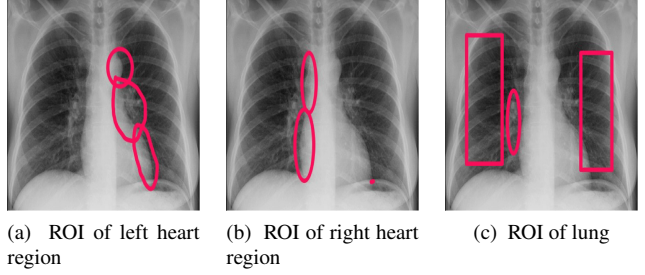 (a) ROI of left heart
region
(b) ROI of right heart
region
(c) ROI of lung